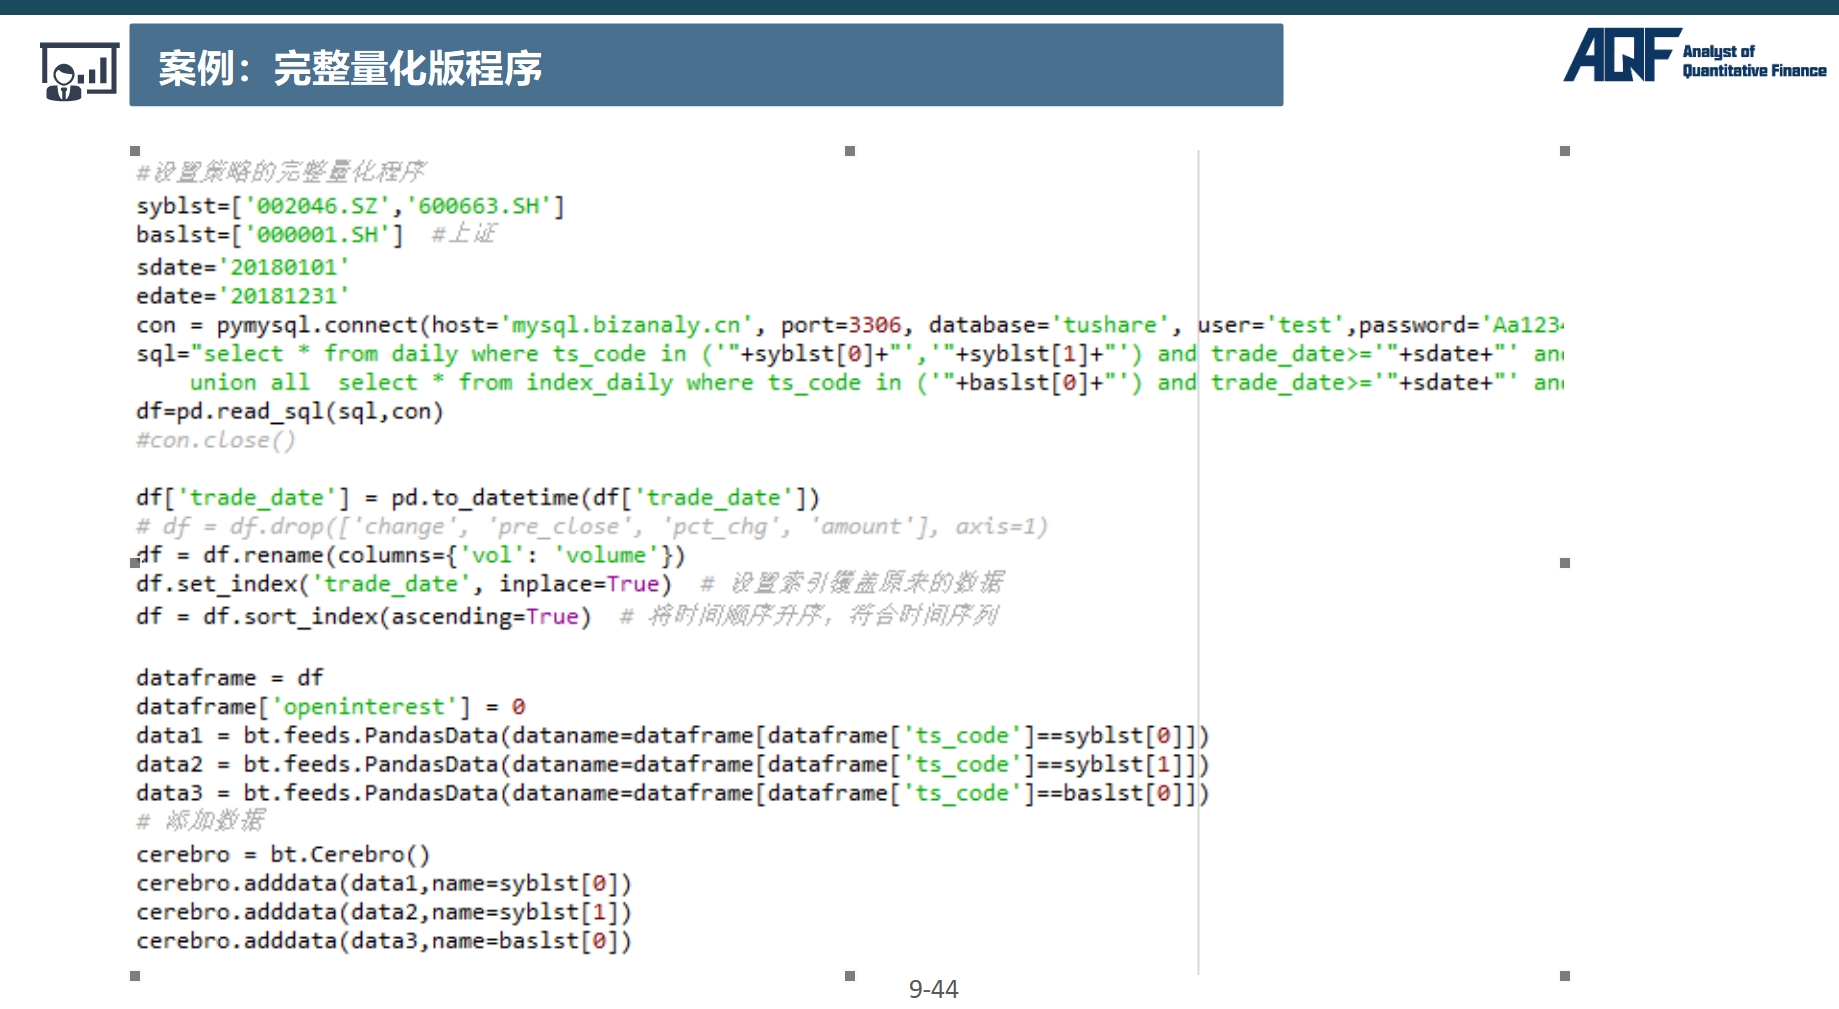 案例：完整量化版程序
AQF Analyst of
Quantitative Finance
#设置策略的完整量化程序
syblst=['002046.SZ','600663.SH']
baslst=['000001.SH']  #上证
sdate='20180101'
edate='20181231'
con = pymysql.connect(host='mysql.bizanaly.cn', port=3306, database='tushare', user='test',password='Aa123
sql="select * from daily where ts_code in ('"+syblst[0]+"','"+syblst[1]+"') and trade_date>='"+sdate+"' an
    union all  select * from index_daily where ts_code in ('"+baslst[0]+"') and trade_date>='"+sdate+"' an
df=pd.read_sql(sql,con)
#con.close()
df['trade_date'] = pd.to_datetime(df['trade_date'])
# df = df.drop(['change', 'pre_close', 'pct_chg', 'amount'], axis=1)
df = df.rename(columns={'vol': 'volume'})
df.set_index('trade_date', inplace=True)  # 设置索引覆盖原来的数据
df = df.sort_index(ascending=True)  # 将时间顺序升序，符合时间序列
dataframe = df
dataframe['openinterest'] = 0
data1 = bt.feeds.PandasData(dataname=dataframe[dataframe['ts_code']==syblst[0]])
data2 = bt.feeds.PandasData(dataname=dataframe[dataframe['ts_code']==syblst[1]])
data3 = bt.feeds.PandasData(dataname=dataframe[dataframe['ts_code']==baslst[0]])
# 添加数据
cerebro = bt.Cerebro()
cerebro.adddata(data1,name=syblst[0])
cerebro.adddata(data2,name=syblst[1])
cerebro.adddata(data3,name=baslst[0])
9-44